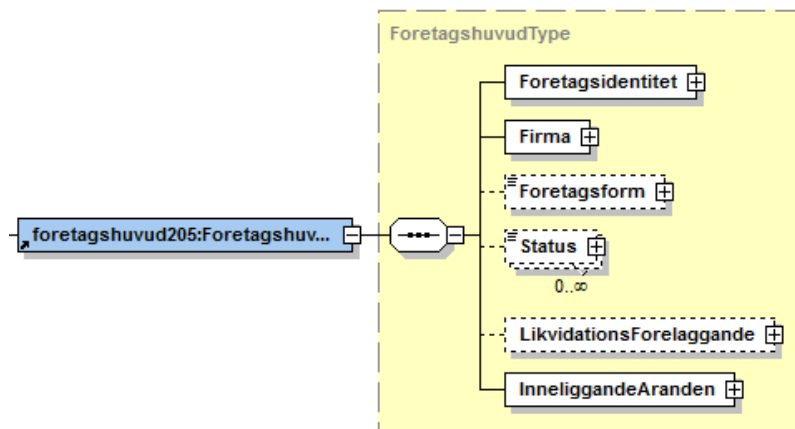 ForetagshuvudType
Foretagsidentitet
Firma
Foretagsform
foretagshuvud205:Foretagshuv...
Status
0..∞
LikvidationsForelaggande
InneliggandeAranden